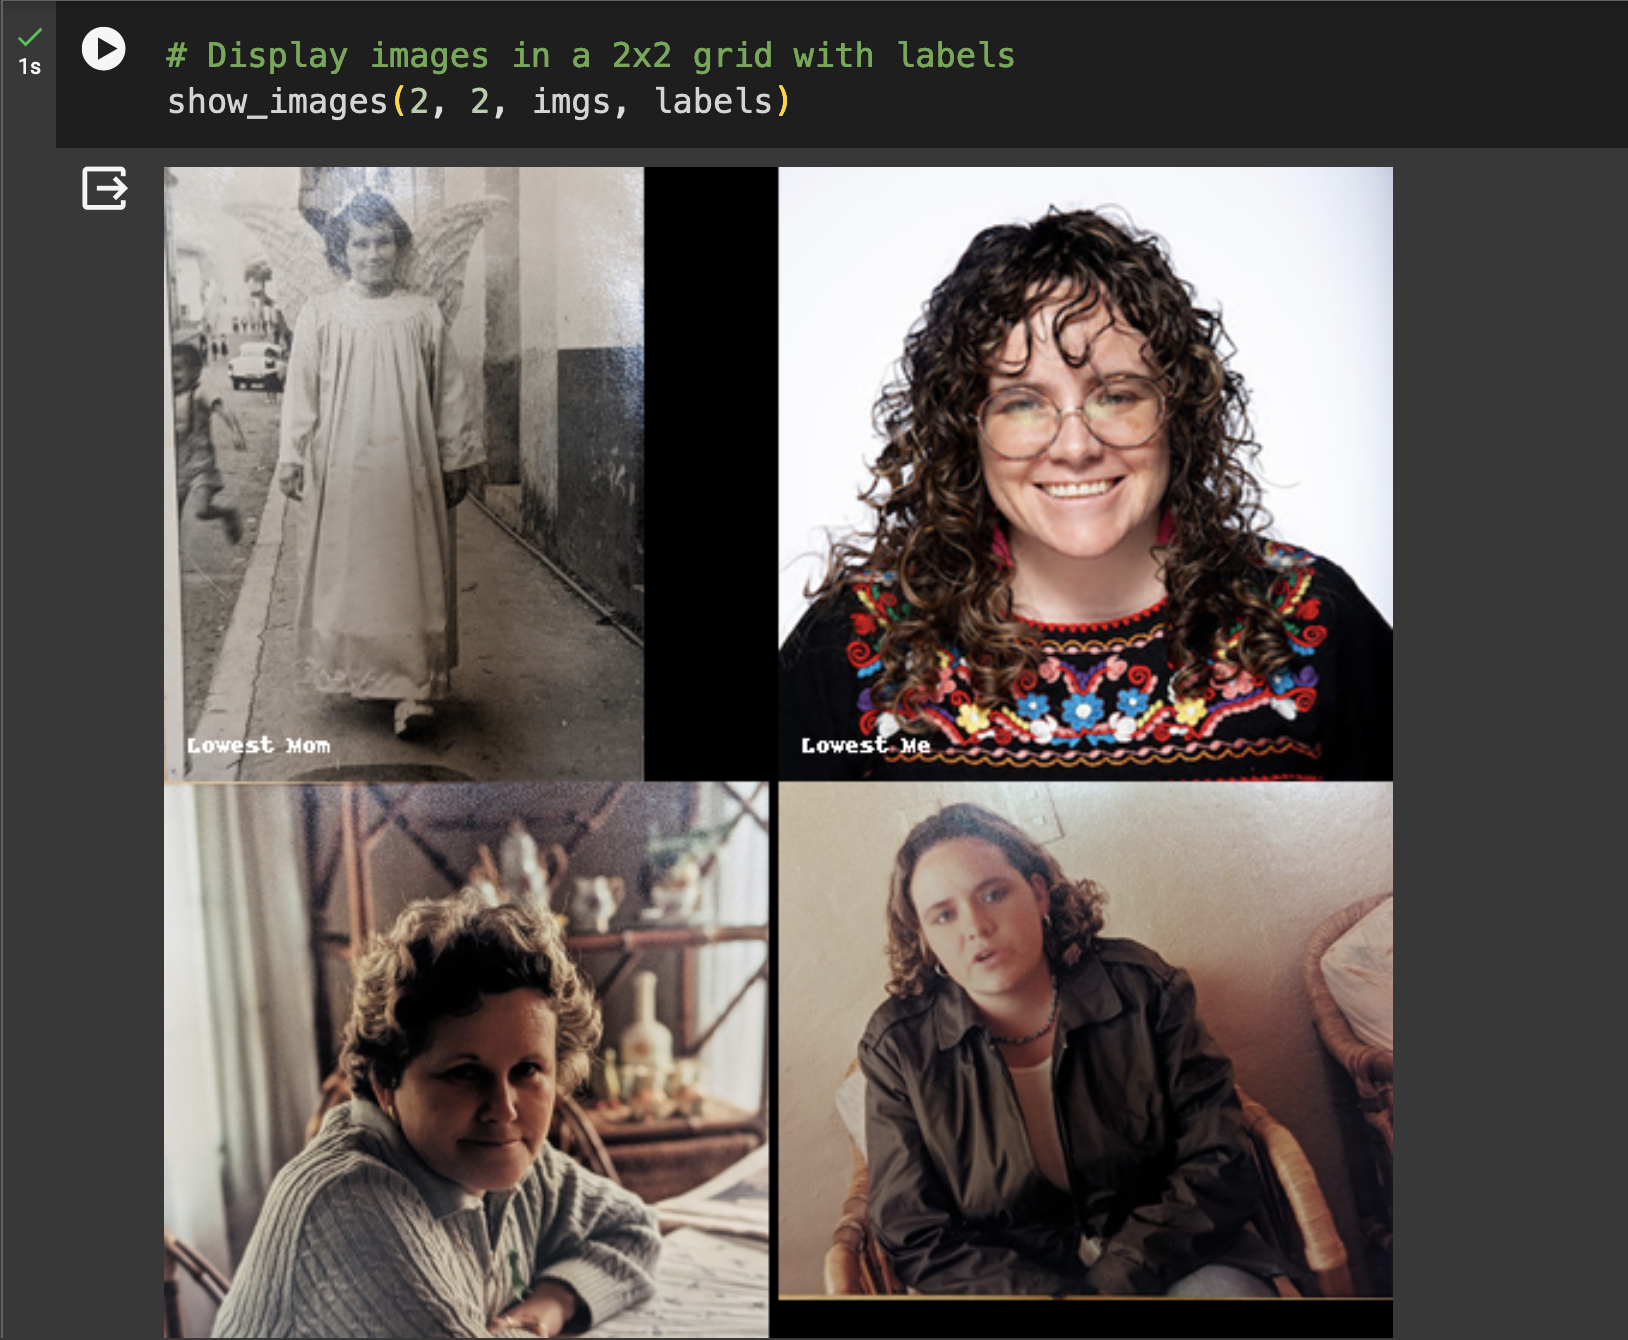 1s
# Display images in a 2x2 grid with labels
show_images(2, 2, imgs, labels)
Lowest Mom
Lowest Me